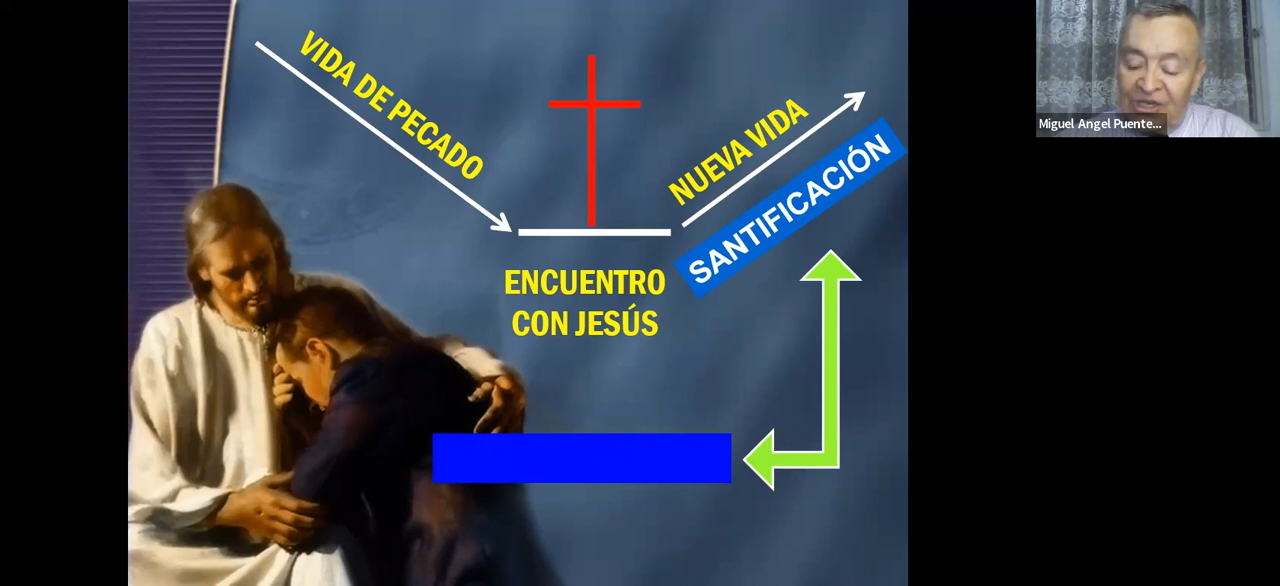 VIDA DE PECADO
NUEVA VIDA
SANTIFICACIÓN
ENCUENTRO
CON JESÚS
Miguel Angel Puente...